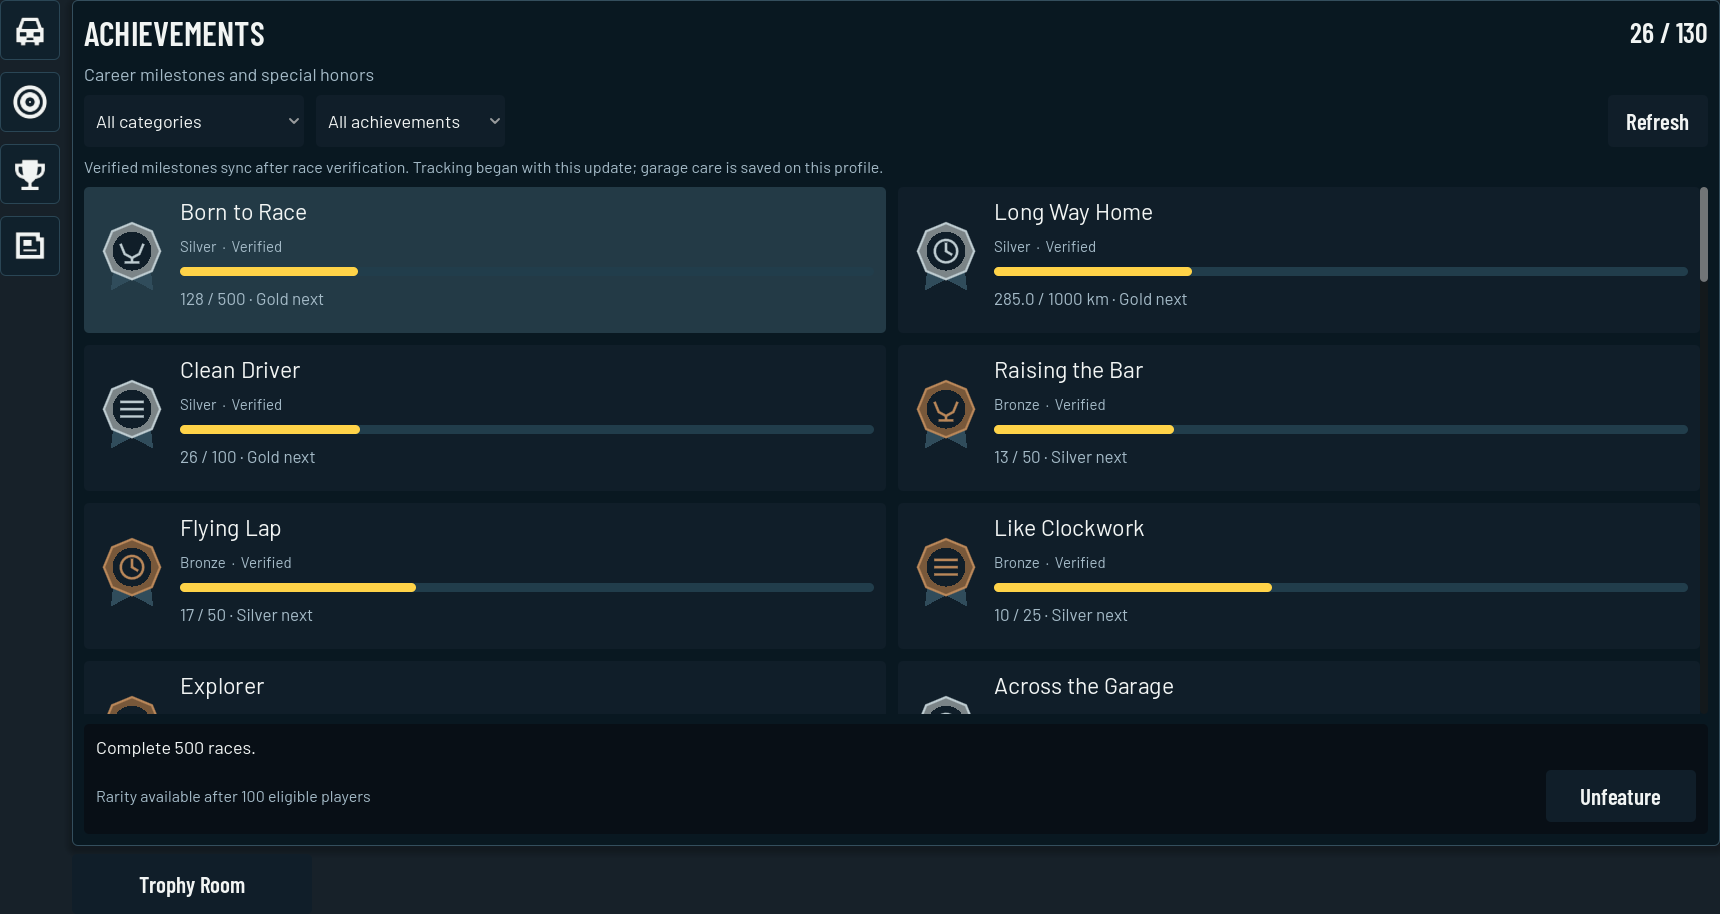 ACHIEVEMENTS
26 / 130
Career milestones and special honors
All categories
All achievements
Refresh
Verified milestones sync after race verification. Tracking began with this update; garage care is saved on this profile.
Born to Race
Silver · Verified
128 / 500 · Gold next
Long Way Home
Silver · Verified
285.0 / 1000 km · Gold next
Clean Driver
Silver · Verified
26 / 100 · Gold next
Raising the Bar
Bronze · Verified
13 / 50 · Silver next
Flying Lap
Bronze · Verified
17 / 50 · Silver next
Like Clockwork
Bronze · Verified
10 / 25 · Silver next
Explorer
Across the Garage
Complete 500 races.
Rarity available after 100 eligible players
Unfeature
Trophy Room